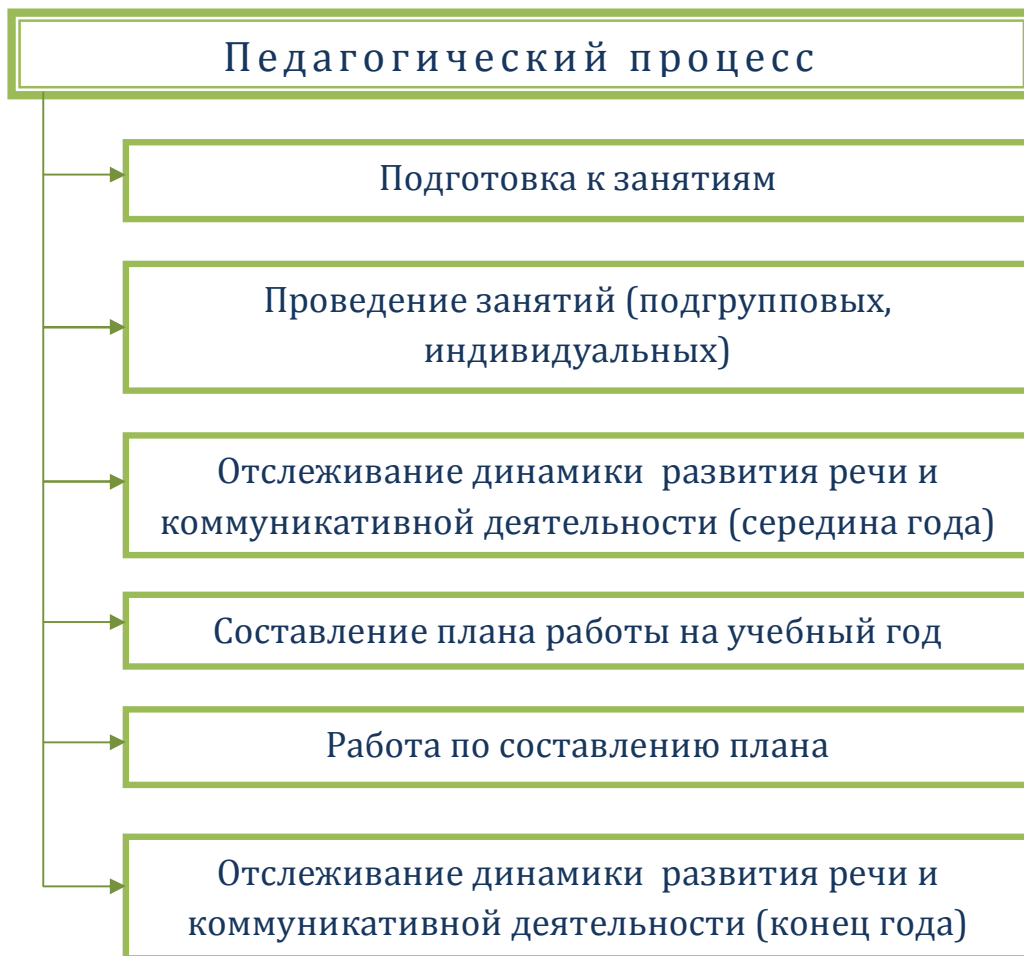 Педагогический процесс
Подготовка к занятиям
Проведение занятий (подгрупповых,
индивидуальных)
Отслеживание динамики  развития речи и
коммуникативной деятельности (середина года)
Составление плана работы на учебный год
Работа по составлению плана
Отслеживание динамики  развития речи и
коммуникативной деятельности (конец года)